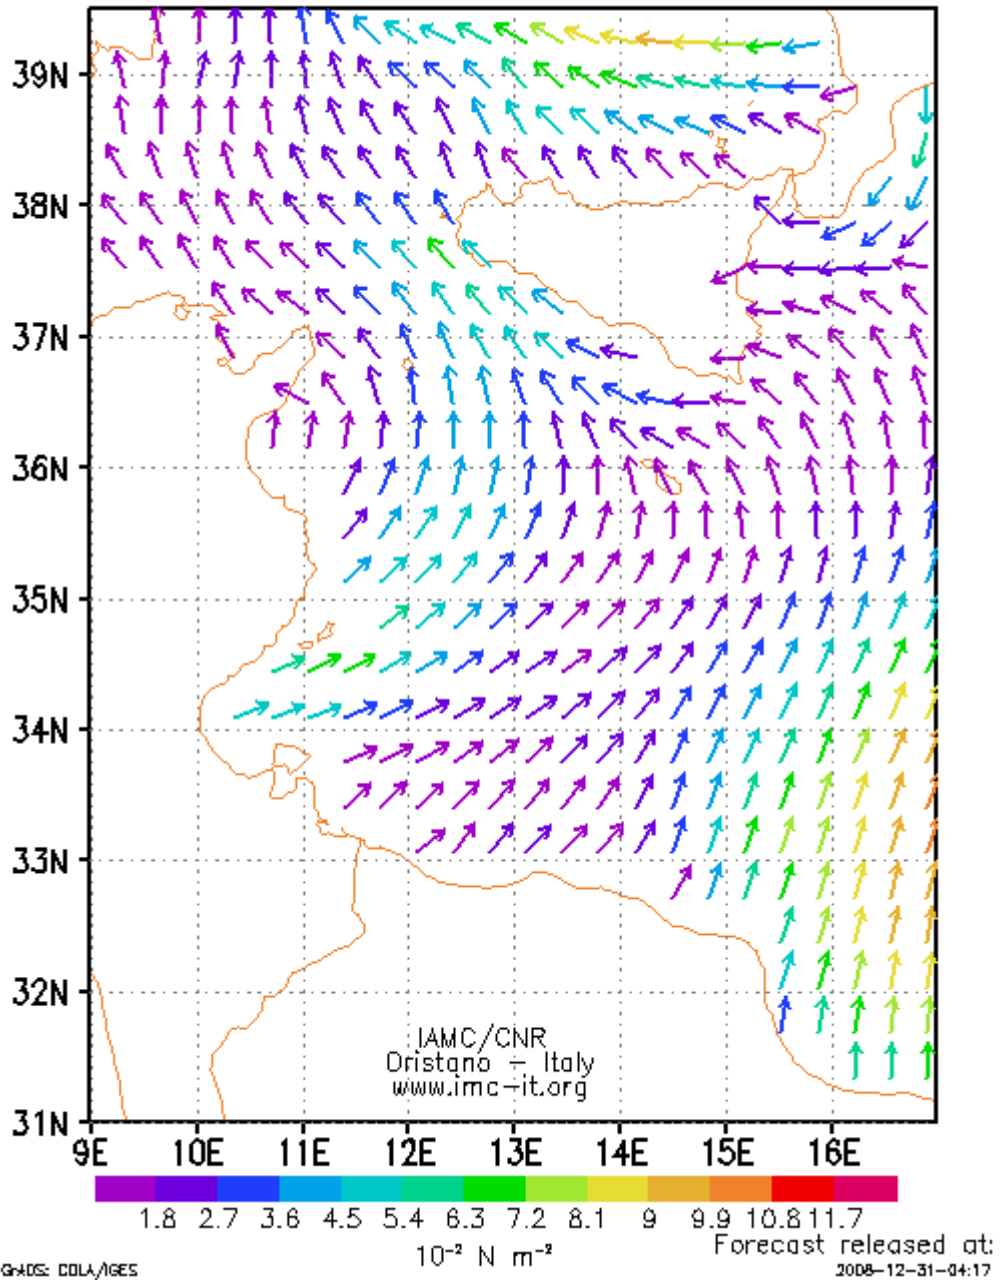 39N
38N
37N
36N
35N
34N
33N
32N
31N
IAMC/CNR
Oristano – Italy
www.imc-it.org
9E 10E 11E 12E 13E 14E 15E 16E
1.8 2.7 3.6 4.5 5.4 6.3 7.2 8.1 9 9.9 10.8 11.7
10⁻² N m⁻²
Forecast released at:
GrADS: COLA/IGES
2008-12-31-04:17